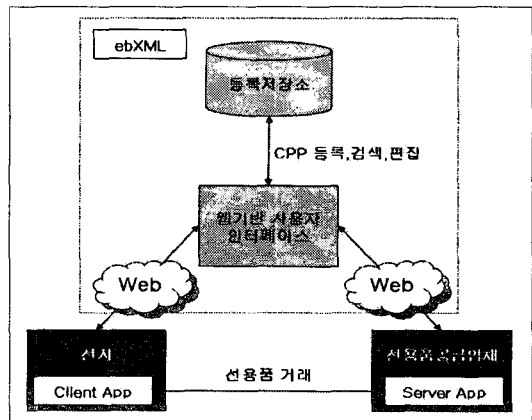 ebXML
등록저장소
CPP 등록,검색,편집
웹기반 사용자
인터페이스
Web
Web
선사
선용품공급업체
Client App
선용품 거래
Server App